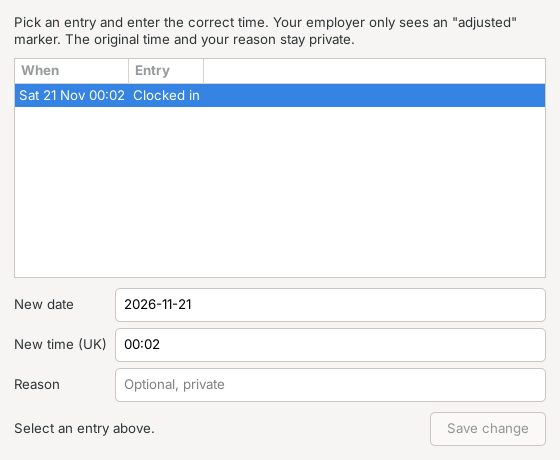 Pick an entry and enter the correct time. Your employer only sees an "adjusted"
marker. The original time and your reason stay private.
When Entry
Sat 21 Nov 00:02 Clocked in
New date 2026-11-21
New time (UK) 00:02
Reason Optional, private
Select an entry above. Save change